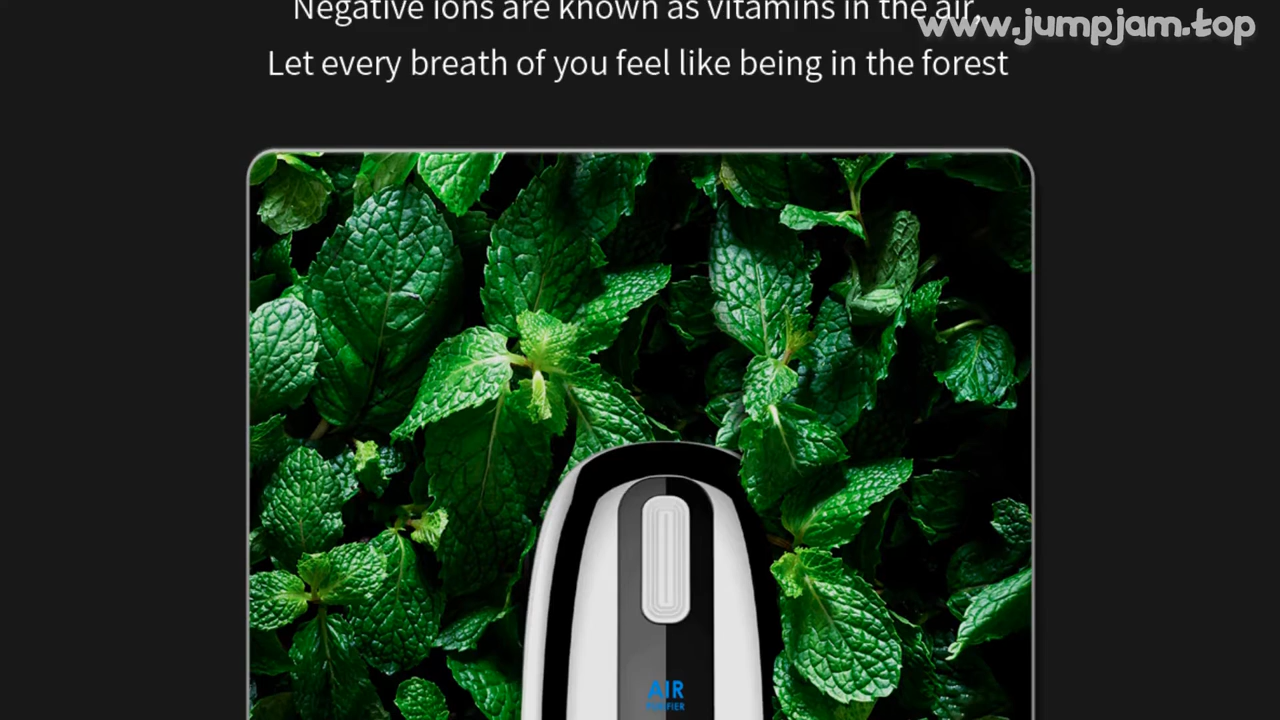 Negative ions are known as vitamins in the air,
www.jumpjam.top
Let every breath of you feel like being in the forest
AIR
PURIFIER